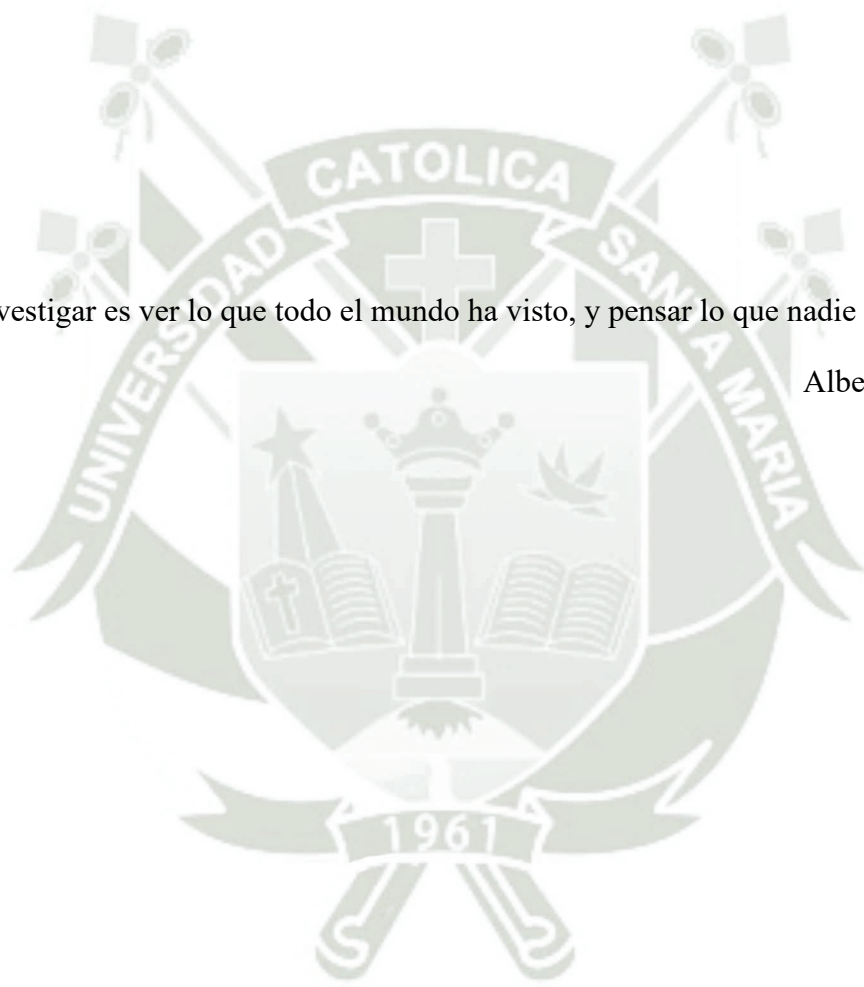 CATOLICA
UNIVERSIDAD
SANTA MARIA
vestigar es ver lo que todo el mundo ha visto, y pensar lo que nadie
Albe
1961